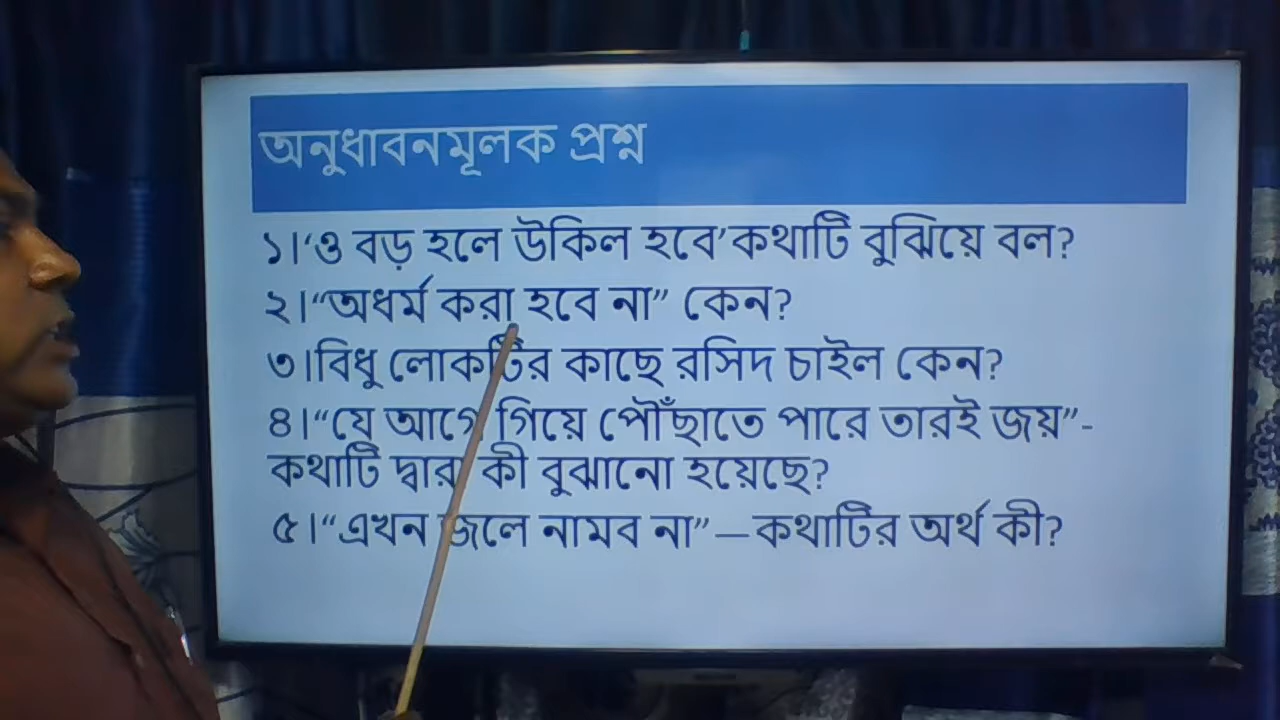 অনুধাবনমূলক প্রশ্ন
১।‘ও বড় হলে উকিল হবে’কথাটি বুঝিয়ে বল?
২।“অধর্ম করা হবে না” কেন?
৩।বিধু লোকটির কাছে রসিদ চাইল কেন?
৪।“যে আগে গিয়ে পৌঁছাতে পারে তারই জয়”-
কথাটি দ্বারা কী বুঝানো হয়েছে?
৫।“এখন জলে নামব না”—কথাটির অর্থ কী?